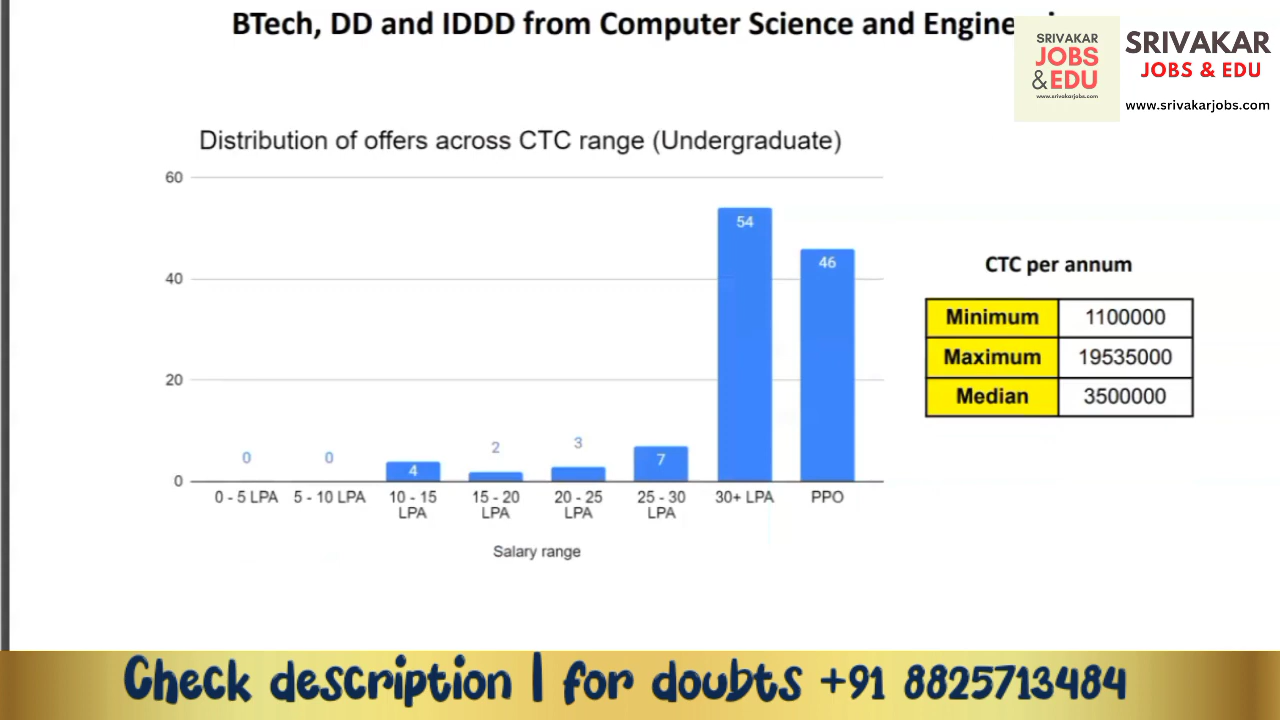 BTech, DD and IDDD from Computer Science and
SRIVAKAR
JOBS
&EDU
www.srivakarjobs.com
SRIVAKAR
JOBS & EDU
www.srivakarjobs.com
Distribution of offers across CTC range (Undergraduate)
60
40
20
0
0
0
4
2
3
7
54
46
0 - 5 LPA
5 - 10 LPA
10 - 15
LPA
15 - 20
LPA
20 - 25
LPA
25 - 30
LPA
30+ LPA
PPO
Salary range
CTC per annum
Minimum 1100000
Maximum 19535000
Median 3500000
Check description | for doubts +91 8825713484